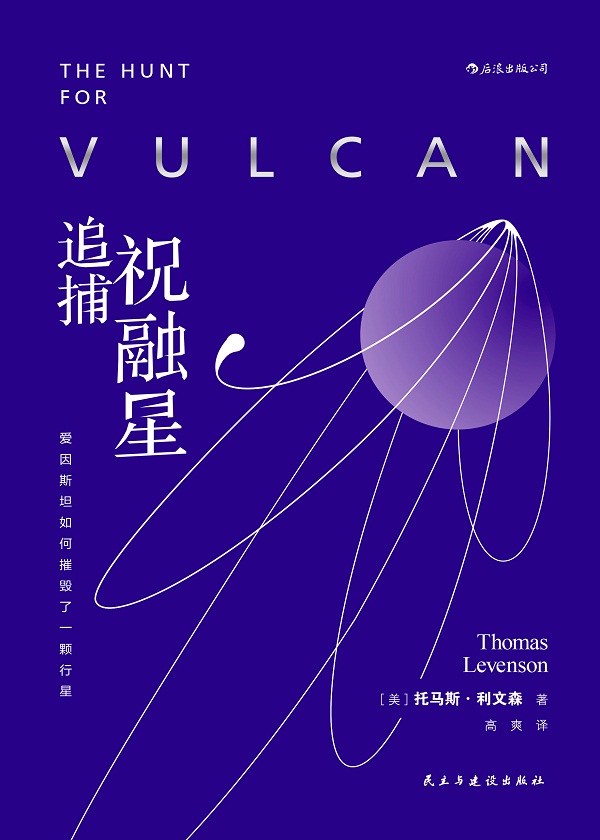 THE HUNT
FOR
后浪出版公司
VULCAN
追捕
祝融星
爱因斯坦如何摧毁了一颗行星
Thomas
Levenson
[美]托马斯·利文森 著
高爽 译
民主与建设出版社